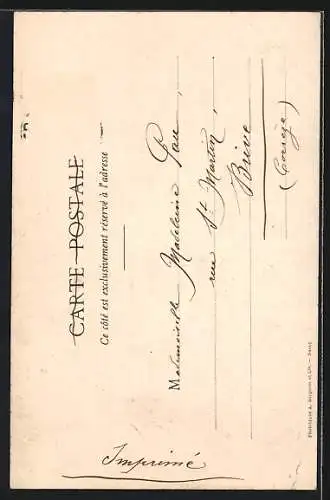 CARTE POSTALE
Ce côté est exclusivement réservé à l'adresse
Mademoiselle Madeleine Pau,
rue St Martin,
Brive
(Corrèze)
Imprimé